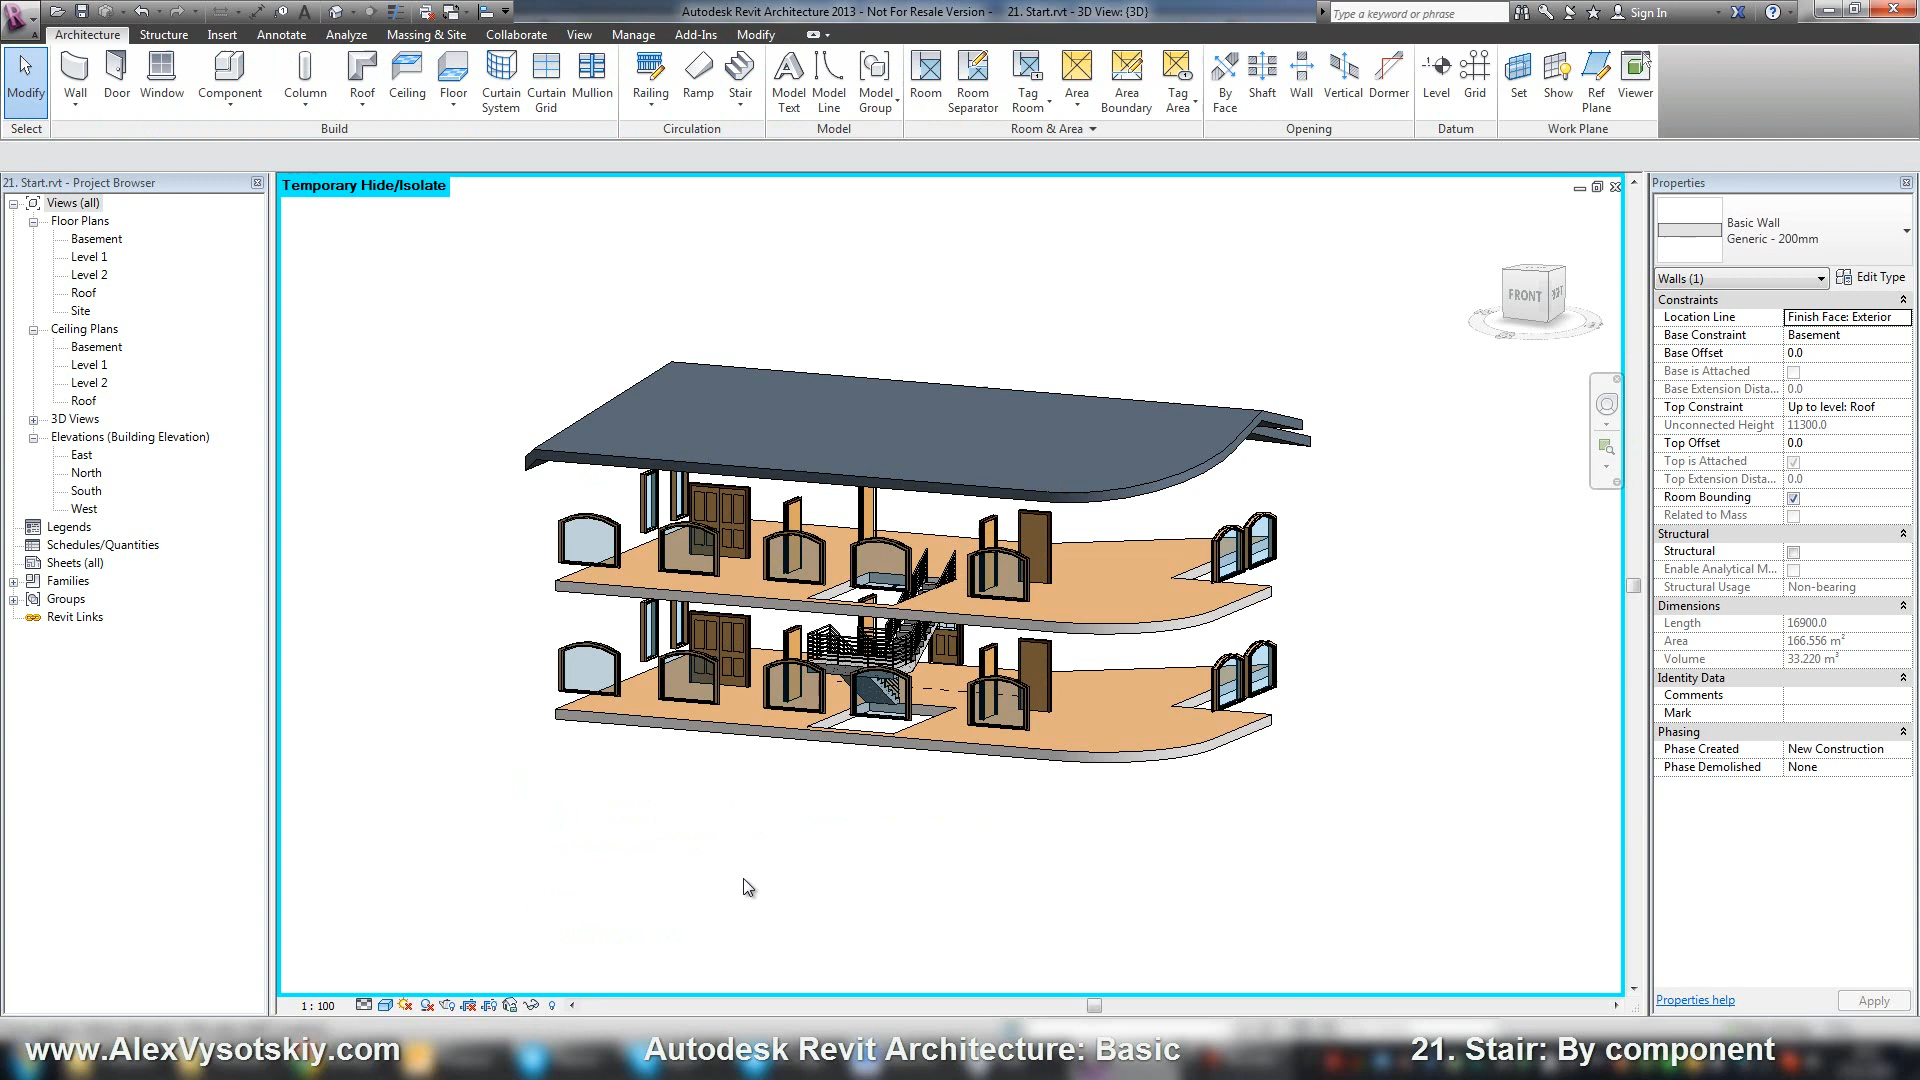 Autodesk Revit Architecture 2013 - Not For Resale Version - 21. Start.rvt - 3D View: {3D}
Type a keyword or phrase
Sign In
Architecture Structure Insert Annotate Analyze Massing & Site Collaborate View Manage Add-Ins Modify
Modify Wall Door Window Component Column Roof Ceiling Floor Curtain System Curtain Grid Mullion Railing Ramp Stair Model Text Model Line Model Group Room Room Separator Tag Room Area Area Boundary Tag Area By Face Shaft Wall Vertical Dormer Level Grid Set Show Ref Plane Viewer
Select Build Circulation Model Room & Area Opening Datum Work Plane
21. Start.rvt - Project Browser
Views (all)
Floor Plans
Basement
Level 1
Level 2
Roof
Site
Ceiling Plans
Basement
Level 1
Level 2
Roof
3D Views
Elevations (Building Elevation)
East
North
South
West
Legends
Schedules/Quantities
Sheets (all)
Families
Groups
Revit Links
Temporary Hide/Isolate
FRONT
1 : 100
Properties
Basic Wall
Generic - 200mm
Walls (1) Edit Type
Constraints
Location Line Finish Face: Exterior
Base Constraint Basement
Base Offset 0.0
Base is Attached
Base Extension Dista... 0.0
Top Constraint Up to level: Roof
Unconnected Height 11300.0
Top Offset 0.0
Top is Attached
Top Extension Dista... 0.0
Room Bounding
Related to Mass
Structural
Structural
Enable Analytical M...
Structural Usage Non-bearing
Dimensions
Length 16900.0
Area 166.556 m²
Volume 33.220 m³
Identity Data
Comments
Mark
Phasing
Phase Created New Construction
Phase Demolished None
Properties help Apply
www.AlexVysotskiy.com Autodesk Revit Architecture: Basic 21. Stair: By component